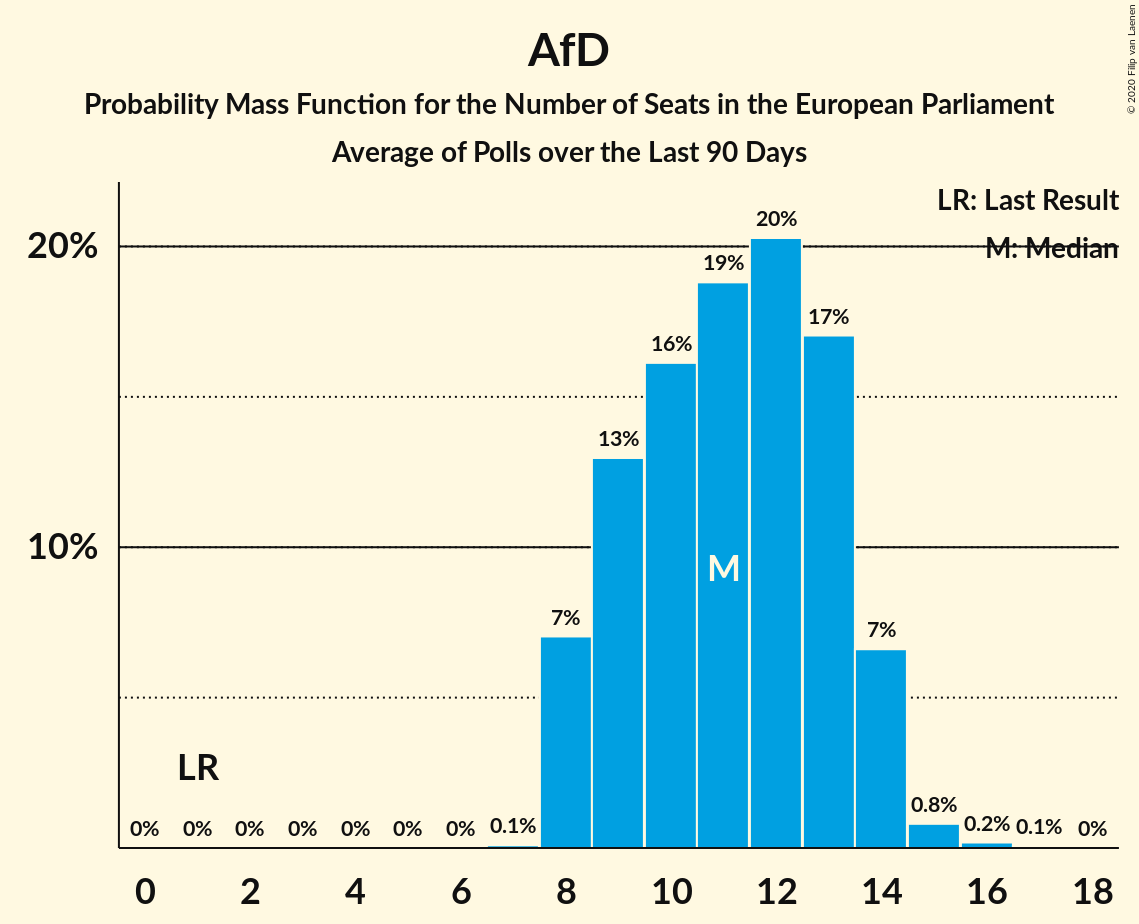 AfD
Probability Mass Function for the Number of Seats in the European Parliament
Average of Polls over the Last 90 Days
© 2020 Filip van Laenen
LR: Last Result
M: Median
20%
10%
20%
19%
17%
16%
13%
7%
7%
M
LR
0% 0% 0% 0% 0% 0% 0% 0.1% 0.8% 0.2% 0.1% 0%
0 2 4 6 8 10 12 14 16 18